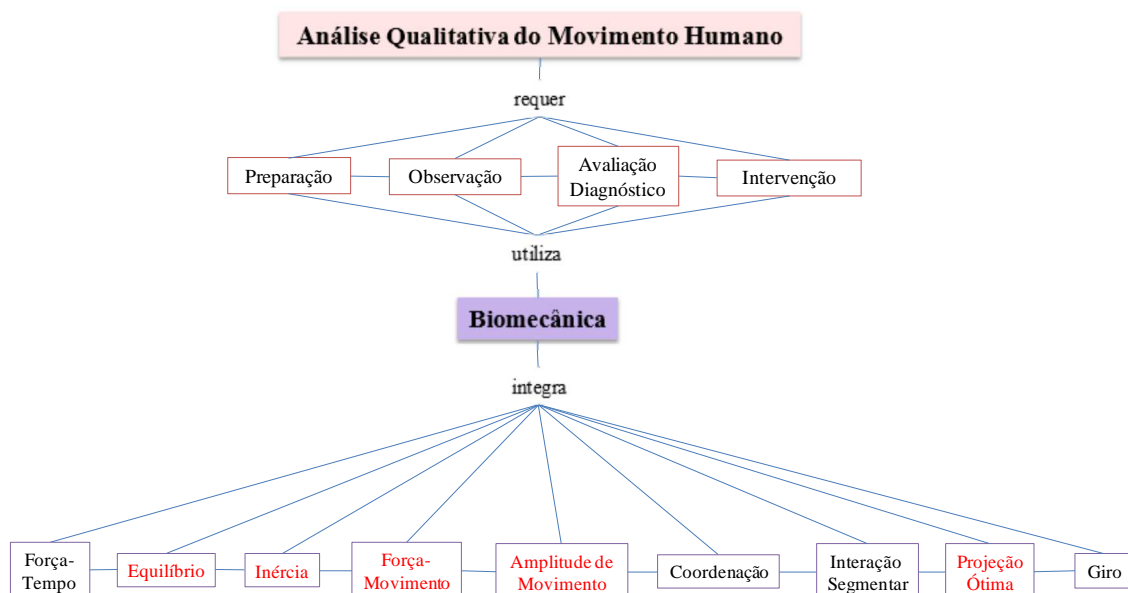 Análise Qualitativa do Movimento Humano
requer
Preparação
Observação
Avaliação
Diagnóstico
Intervenção
utiliza
Biomecânica
integra
Força-
Tempo
Equilíbrio
Inércia
Força-
Movimento
Amplitude de
Movimento
Coordenação
Interação
Segmentar
Projeção
Ótima
Giro